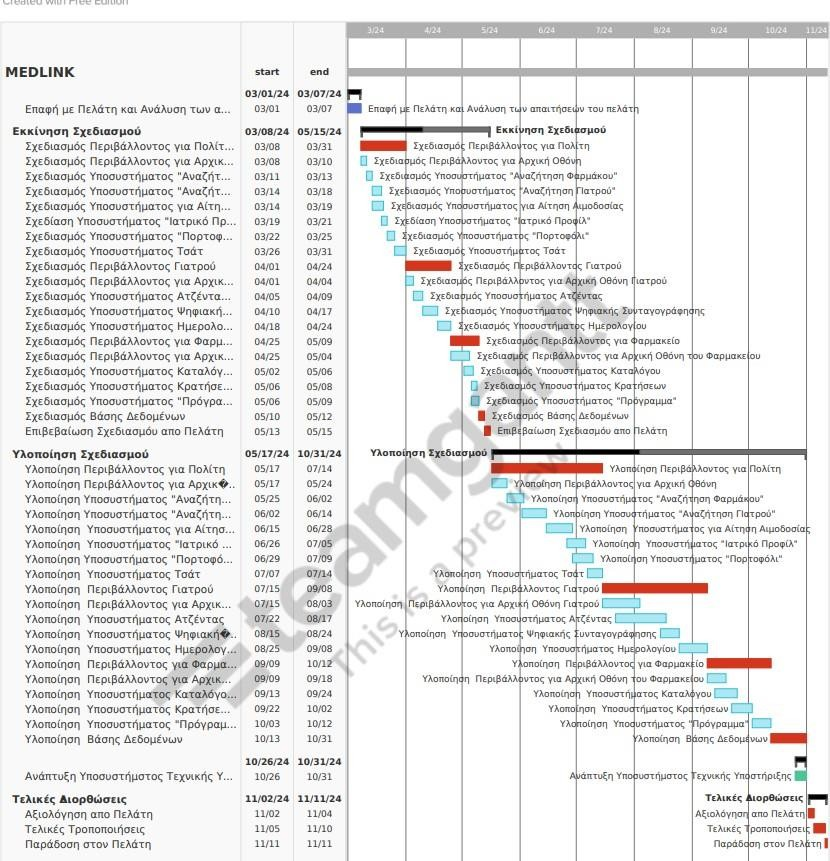 Created with Free Edition
3/24 4/24 5/24 6/24 7/24 8/24 9/24 10/24 11/24
MEDLINK start end
03/01/24 03/07/24
Επαφή με Πελάτη και Ανάλυση των α... 03/01 03/07 Επαφή με Πελάτη και Ανάλυση των απαιτήσεών του πελάτη
Εκκίνηση Σχεδιασμού 03/08/24 05/15/24 Εκκίνηση Σχεδιασμού
Σχεδιασμός Περιβάλλοντος για Πολίτ... 03/08 03/31 Σχεδιασμός Περιβάλλοντος για Πολίτη
Σχεδιασμός Περιβάλλοντος για Αρχικ... 03/08 03/10 Σχεδιασμός Περιβάλλοντος για Αρχική Οθόνη
Σχεδιασμός Υποσυστήματος "Αναζήτ... 03/11 03/13 Σχεδιασμός Υποσυστήματος "Αναζήτηση Φαρμάκου"
Σχεδιασμός Υποσυστήματος "Αναζήτ... 03/14 03/18 Σχεδιασμός Υποσυστήματος "Αναζήτηση Γιατρού"
Σχεδιασμός Υποσυστήματος για Αίτη... 03/14 03/19 Σχεδιασμός Υποσυστήματος για Αίτηση Αιμοδοσίας
Σχεδίαση Υποσυστήματος "Ιατρικό Πρ... 03/19 03/21 Σχεδίαση Υποσυστήματος "Ιατρικό Προφίλ"
Σχεδιασμός Υποσυστήματος "Πορτοφ... 03/22 03/25 Σχεδιασμός Υποσυστήματος "Πορτοφόλι"
Σχεδιασμός Υποσυστήματος Τσάτ 03/26 03/31 Σχεδιασμός Υποσυστήματος Τσάτ
Σχεδιασμός Περιβάλλοντος Γιατρού 04/01 04/24 Σχεδιασμός Περιβάλλοντος Γιατρού
Σχεδιασμός Περιβάλλοντος για Αρχικ... 04/01 04/04 Σχεδιασμός Περιβάλλοντος για Αρχική Οθόνη Γιατρού
Σχεδιασμός Υποσυστήματος Ατζέντα... 04/05 04/09 Σχεδιασμός Υποσυστήματος Ατζέντας
Σχεδιασμός Υποσυστήματος Ψηφιακή... 04/10 04/17 Σχεδιασμός Υποσυστήματος Ψηφιακής Συνταγογράφησης
Σχεδιασμός Υποσυστήματος Ημερολο... 04/18 04/24 Σχεδιασμός Υποσυστήματος Ημερολογίου
Σχεδιασμός Περιβάλλοντος για Φαρμ... 04/25 05/09 Σχεδιασμός Περιβάλλοντος για Φαρμακείο
Σχεδιασμός Περιβάλλοντος για Αρχικ... 04/25 05/04 Σχεδιασμός Περιβάλλοντος για Αρχική Οθόνη του Φαρμακείου
Σχεδιασμός Υποσυστήματος Καταλόγ... 05/02 05/06 Σχεδιασμός Υποσυστήματος Καταλόγου
Σχεδιασμός Υποσυστήματος Κρατήσε... 05/06 05/08 Σχεδιασμός Υποσυστήματος Κρατήσεων
Σχεδιασμός Υποσυστήματος "Πρόγρα... 05/06 05/09 Σχεδιασμός Υποσυστήματος "Πρόγραμμα"
Σχεδιασμός Βάσης Δεδομένων 05/10 05/12 Σχεδιασμός Βάσης Δεδομένων
Επιβεβαίωση Σχεδιασμόυ απο Πελάτη 05/13 05/15 Επιβεβαίωση Σχεδιασμόυ απο Πελάτη
Υλοποίηση Σχεδιασμού 05/17/24 10/31/24 Υλοποίηση Σχεδιασμού
Υλοποίηση Περιβάλλοντος για Πολίτη 05/17 07/14 Υλοποίηση Περιβάλλοντος για Πολίτη
Υλοποίηση Περιβάλλοντος για Αρχικ�.. 05/17 05/24 Υλοποίηση Περιβάλλοντος για Αρχική Οθόνη
Υλοποίηση Υποσυστήματος "Αναζήτη... 05/25 06/02 Υλοποίηση Υποσυστήματος "Αναζήτηση Φαρμάκου"
Υλοποίηση Υποσυστήματος "Αναζήτη... 06/02 06/14 Υλοποίηση Υποσυστήματος "Αναζήτηση Γιατρού"
Υλοποίηση Υποσυστήματος για Αίτησ... 06/15 06/28 Υλοποίηση Υποσυστήματος για Αίτηση Αιμοδοσίας
Υλοποίηση Υποσυστήματος "Ιατρικό ... 06/26 07/05 Υλοποίηση Υποσυστήματος "Ιατρικό Προφίλ"
Υλοποίηση Υποσυστήματος "Πορτοφό... 06/29 07/09 Υλοποίηση Υποσυστήματος "Πορτοφόλι"
Υλοποίηση Υποσυστήματος Τσάτ 07/07 07/14 Υλοποίηση Υποσυστήματος Τσάτ
Υλοποίηση Περιβάλλοντος Γιατρού 07/15 09/08 Υλοποίηση Περιβάλλοντος Γιατρού
Υλοποίηση Περιβάλλοντος για Αρχικ... 07/15 08/03 Υλοποίηση Περιβάλλοντος για Αρχική Οθόνη Γιατρού
Υλοποίηση Υποσυστήματος Ατζέντας 07/22 08/17 Υλοποίηση Υποσυστήματος Ατζέντας
Υλοποίηση Υποσυστήματος Ψηφιακή�.. 08/15 08/24 Υλοποίηση Υποσυστήματος Ψηφιακής Συνταγογράφησης
Υλοποίηση Υποσυστήματος Ημερολογ... 08/25 09/08 Υλοποίηση Υποσυστήματος Ημερολογίου
Υλοποίηση Περιβάλλοντος για Φαρμα... 09/09 10/12 Υλοποίηση Περιβάλλοντος για Φαρμακείο
Υλοποίηση Περιβάλλοντος για Αρχικ... 09/09 09/18 Υλοποίηση Περιβάλλοντος για Αρχική Οθόνη του Φαρμακείου
Υλοποίηση Υποσυστήματος Καταλόγο... 09/13 09/24 Υλοποίηση Υποσυστήματος Καταλόγου
Υλοποίηση Υποσυστήματος Κρατήσε... 09/22 10/02 Υλοποίηση Υποσυστήματος Κρατήσεων
Υλοποίηση Υποσυστήματος "Πρόγραμ... 10/03 10/12 Υλοποίηση Υποσυστήματος "Πρόγραμμα"
Υλοποίηση Βάσης Δεδομένων 10/13 10/31 Υλοποίηση Βάσης Δεδομένων
10/26/24 10/31/24
Ανάπτυξη Υποσυστήματος Τεχνικής Υ... 10/26 10/31 Ανάπτυξη Υποσυστήματος Τεχνικής Υποστήριξης
Τελικές Διορθώσεις 11/02/24 11/11/24 Τελικές Διορθώσεις
Αξιολόγηση απο Πελάτη 11/02 11/04 Αξιολόγηση απο Πελάτη
Τελικές Τροποποιήσεις 11/05 11/10 Τελικές Τροποποιήσεις
Παράδοση στον Πελάτη 11/11 11/11 Παράδοση στον Πελάτη
teamgantt
This is a preview